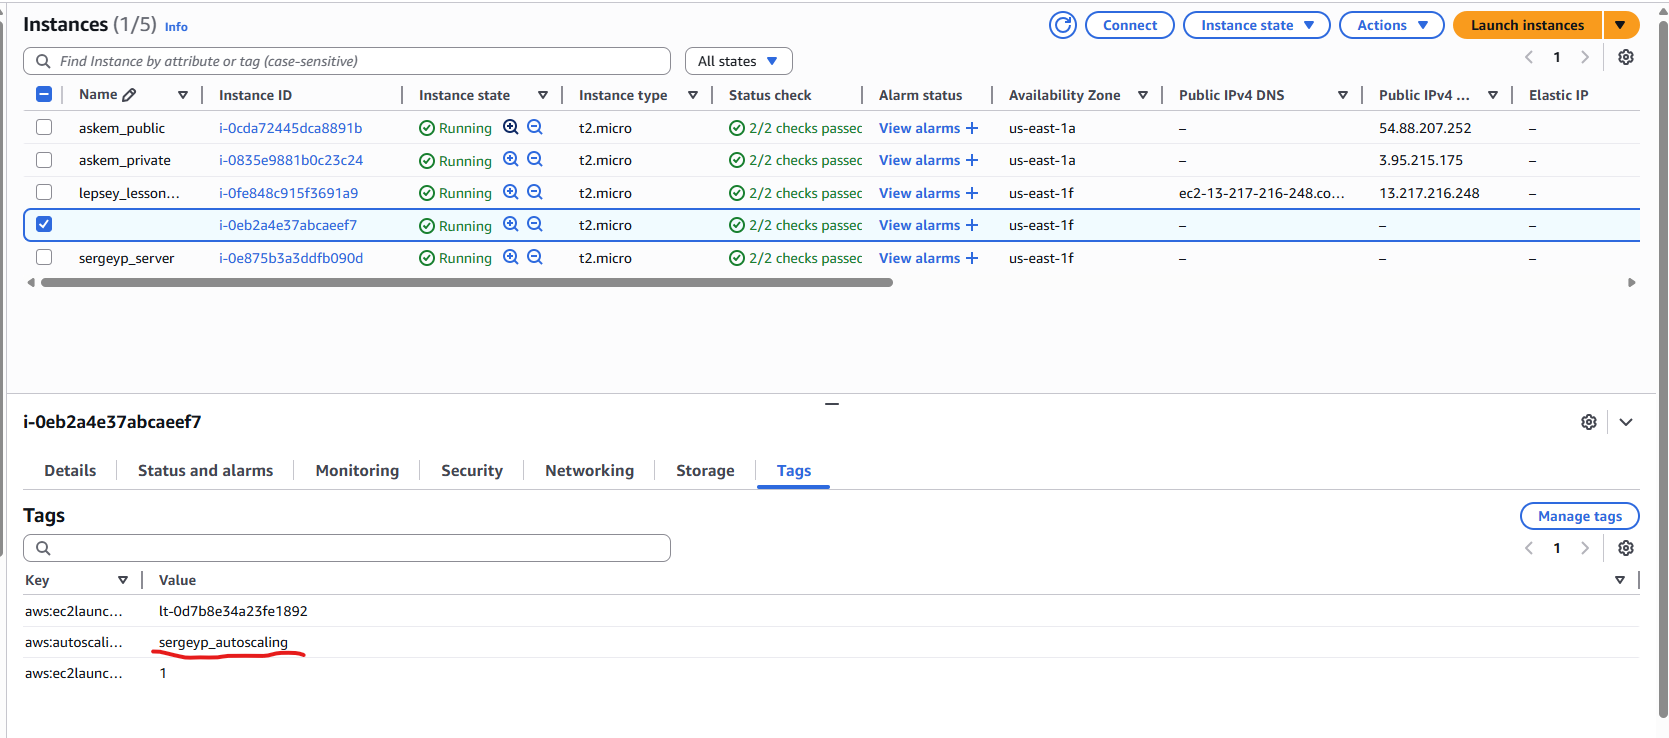 Instances (1/5) Info
Connect Instance state Actions Launch instances
Find Instance by attribute or tag (case-sensitive) All states 1
Name Instance ID Instance state Instance type Status check Alarm status Availability Zone Public IPv4 DNS Public IPv4 ... Elastic IP
askem_public i-0cda72445dca8891b Running t2.micro 2/2 checks passec View alarms + us-east-1a – 54.88.207.252 –
askem_private i-0835e9881b0c23c24 Running t2.micro 2/2 checks passec View alarms + us-east-1a – 3.95.215.175 –
lepsey_lesson... i-0fe848c915f3691a9 Running t2.micro 2/2 checks passec View alarms + us-east-1f ec2-13-217-216-248.co... 13.217.216.248 –
i-0eb2a4e37abcaeef7 Running t2.micro 2/2 checks passec View alarms + us-east-1f – – –
sergeyp_server i-0e875b3a3ddfb090d Running t2.micro 2/2 checks passec View alarms + us-east-1f – – –
i-0eb2a4e37abcaeef7
Details Status and alarms Monitoring Security Networking Storage Tags
Tags Manage tags
1
Key Value
aws:ec2launc... lt-0d7b8e34a23fe1892
aws:autoscali... sergeyp_autoscaling
aws:ec2launc... 1